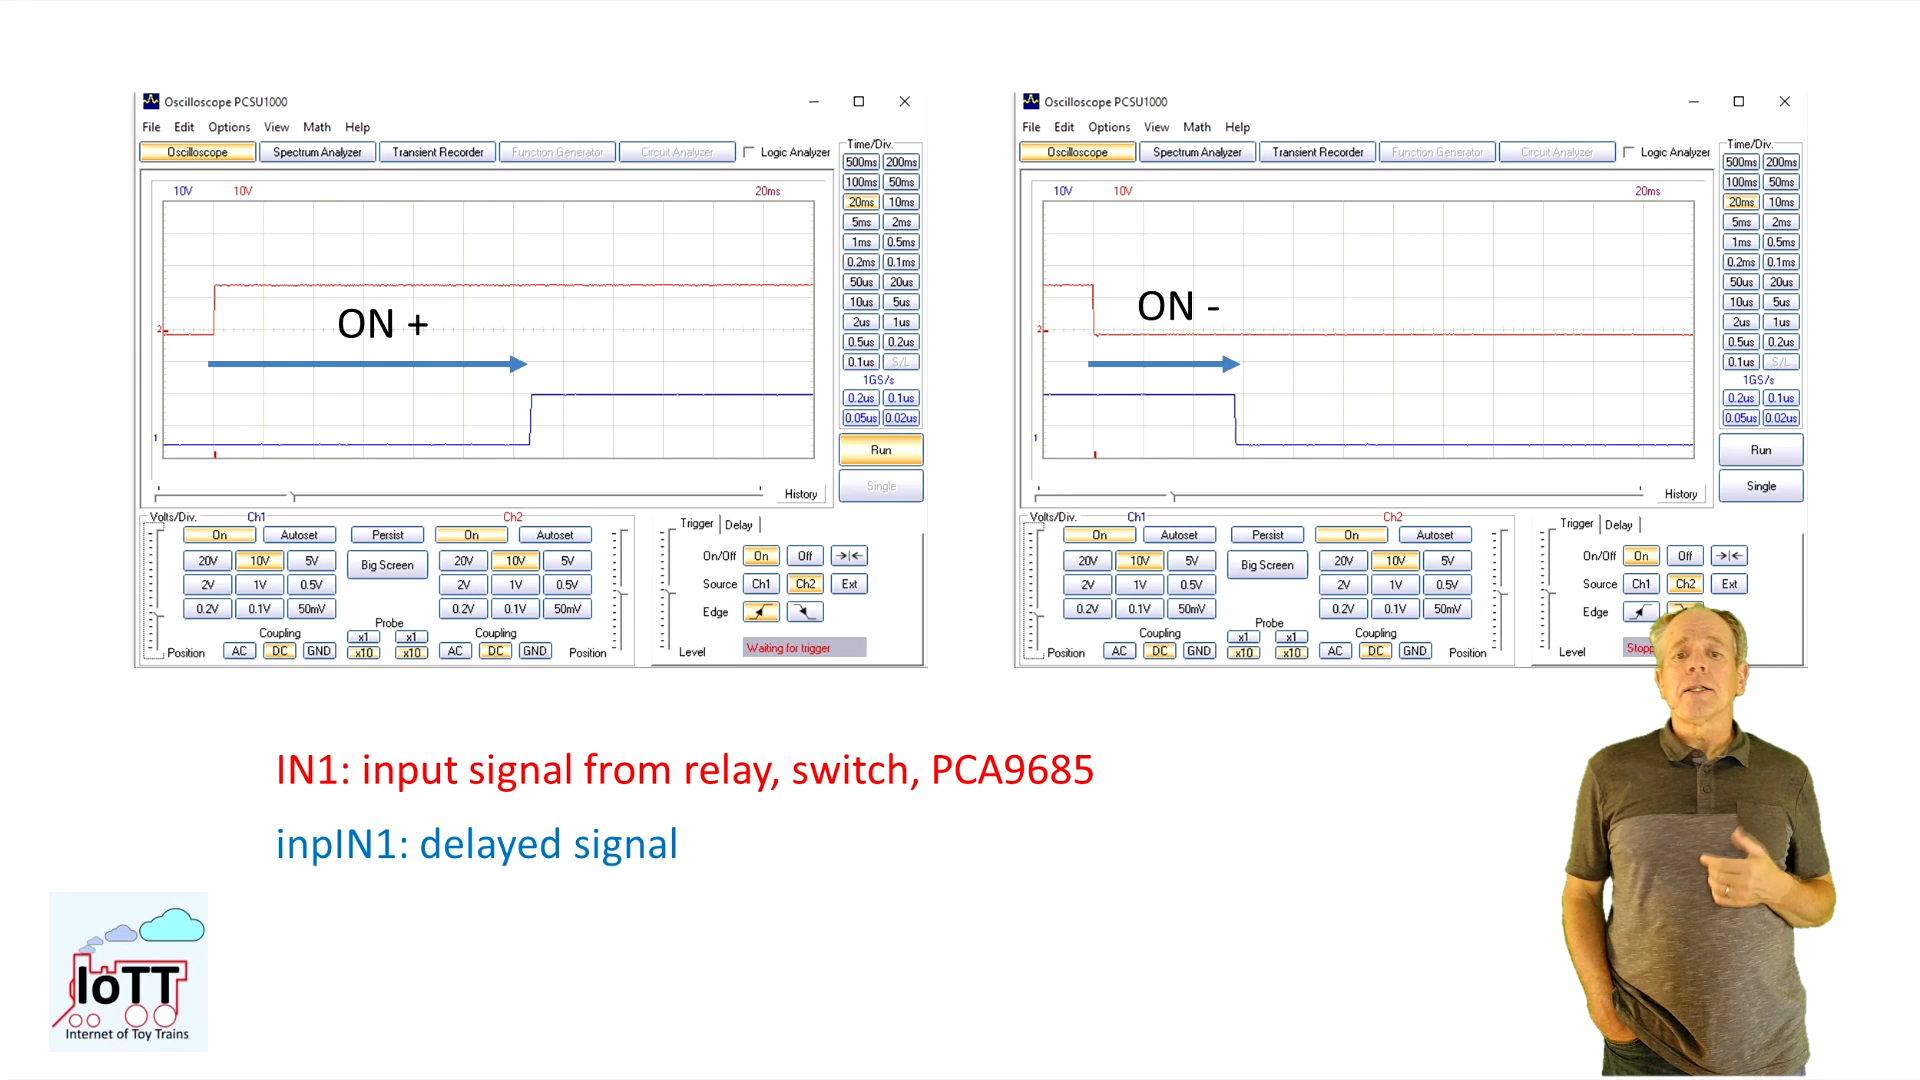 Oscilloscope PCSU1000
File Edit Options View Math Help
Oscilloscope Spectrum Analyzer Transient Recorder Function Generator Circuit Analyzer Logic Analyzer
Time/Div.
500ms 200ms
100ms 50ms
20ms 10ms
5ms 2ms
1ms 0.5ms
0.2ms 0.1ms
50us 20us
10us 5us
2us 1us
0.5us 0.2us
0.1us S/L
1GS/s
0.2us 0.1us
0.05us 0.02us
Run
Single
10V 10V 20ms
ON +
2
1
History
Volts/Div. Ch1 Ch2
On Autoset Persist On Autoset
20V 10V 5V Big Screen 20V 10V 5V
2V 1V 0.5V 2V 1V 0.5V
0.2V 0.1V 50mV 0.2V 0.1V 50mV
Coupling Probe Coupling
x1 x1
Position AC DC GND x10 x10 AC DC GND Position
Trigger Delay
On/Off On Off
Source Ch1 Ch2 Ext
Edge
Level Waiting for trigger
Oscilloscope PCSU1000
File Edit Options View Math Help
Oscilloscope Spectrum Analyzer Transient Recorder Function Generator Circuit Analyzer Logic Analyzer
Time/Div.
500ms 200ms
100ms 50ms
20ms 10ms
5ms 2ms
1ms 0.5ms
0.2ms 0.1ms
50us 20us
10us 5us
2us 1us
0.5us 0.2us
0.1us S/L
1GS/s
0.2us 0.1us
0.05us 0.02us
Run
Single
10V 10V 20ms
ON -
2
1
History
Volts/Div. Ch1 Ch2
On Autoset Persist On Autoset
20V 10V 5V Big Screen 20V 10V 5V
2V 1V 0.5V 2V 1V 0.5V
0.2V 0.1V 50mV 0.2V 0.1V 50mV
Coupling Probe Coupling
x1 x1
Position AC DC GND x10 x10 AC DC GND Position
Trigger Delay
On/Off On Off
Source Ch1 Ch2 Ext
Edge
Level
IN1: input signal from relay, switch, PCA9685
inpIN1: delayed signal
IoTT
Internet of Toy Trains